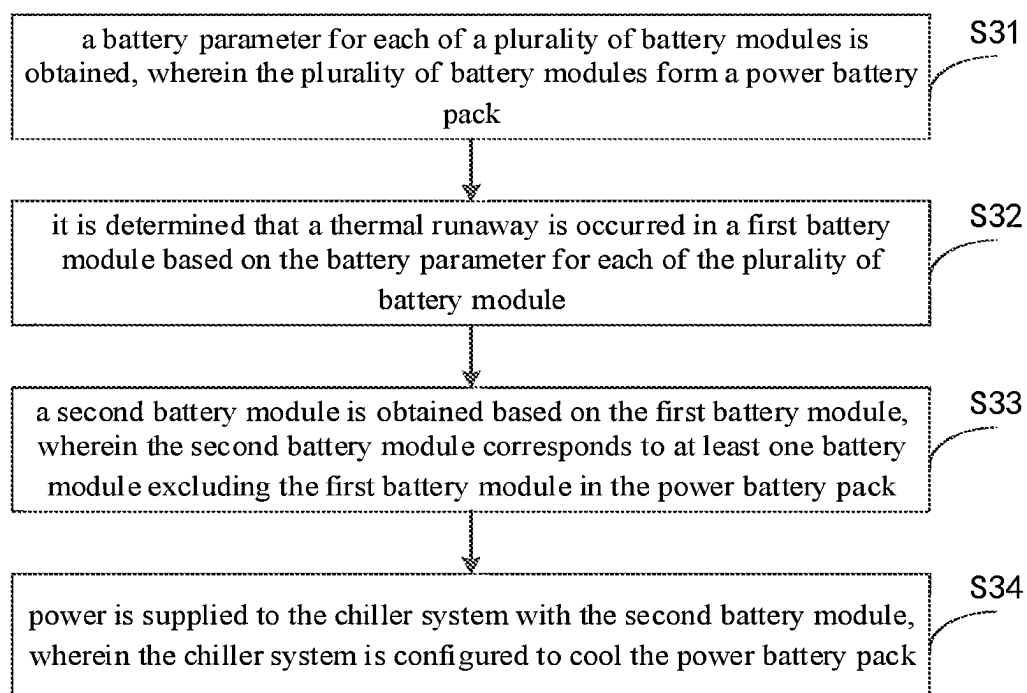 a battery parameter for each of a plurality of battery modules is
obtained, wherein the plurality of battery modules form a power battery
pack
S31
it is determined that a thermal runaway is occurred in a first battery
module based on the battery parameter for each of the plurality of
battery module
S32
a second battery module is obtained based on the first battery module,
wherein the second battery module corresponds to at least one battery
module excluding the first battery module in the power battery pack
S33
power is supplied to the chiller system with the second battery module,
wherein the chiller system is configured to cool the power battery pack
S34